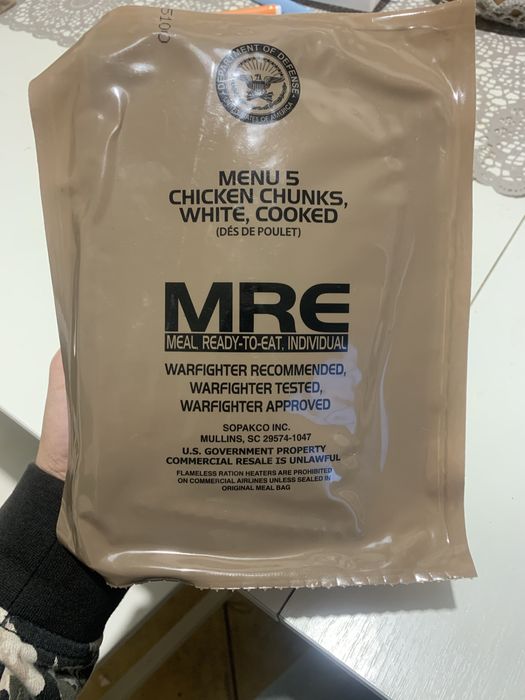 5100
DEPARTMENT OF DEFENSE
UNITED STATES OF AMERICA
MENU 5
CHICKEN CHUNKS,
WHITE, COOKED
(DÉS DE POULET)
MRE
MEAL, READY-TO-EAT, INDIVIDUAL
WARFIGHTER RECOMMENDED,
WARFIGHTER TESTED,
WARFIGHTER APPROVED
SOPAKCO INC.
MULLINS, SC 29574-1047
U.S. GOVERNMENT PROPERTY
COMMERCIAL RESALE IS UNLAWFUL
FLAMELESS RATION HEATERS ARE PROHIBITED
ON COMMERCIAL AIRLINES UNLESS SEALED IN
ORIGINAL MEAL BAG